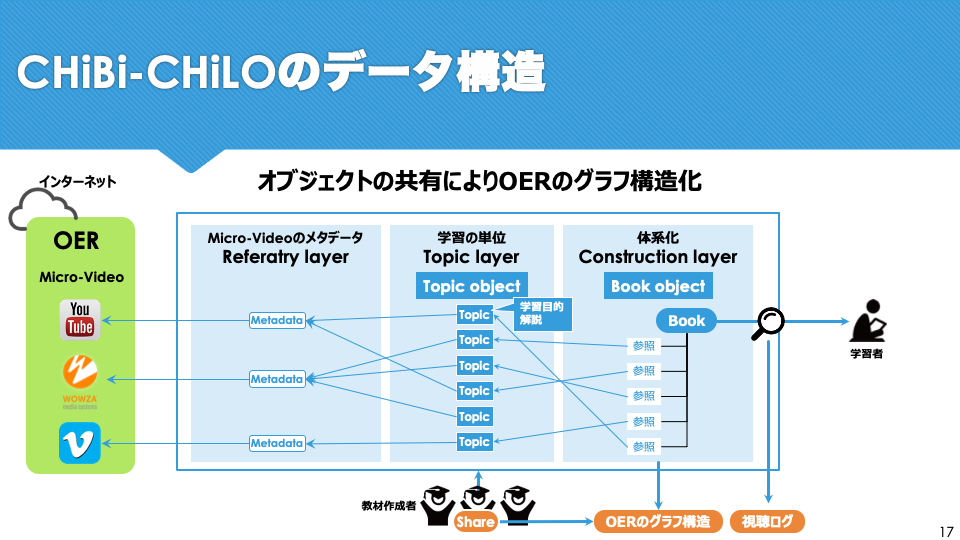 CHiBi-CHiLOのデータ構造
オブジェクトの共有によりOERのグラフ構造化
インターネット
OER
Micro-Video
You
Tube
WOWZA
media systems
Micro-Videoのメタデータ
Referatry layer
Metadata
Metadata
Metadata
学習の単位
Topic layer
Topic object
学習目的
解説
Topic
Topic
Topic
Topic
Topic
Topic
体系化
Construction layer
Book object
Book
参照
参照
参照
参照
参照
学習者
教材作成者
Share
OERのグラフ構造
視聴ログ
17